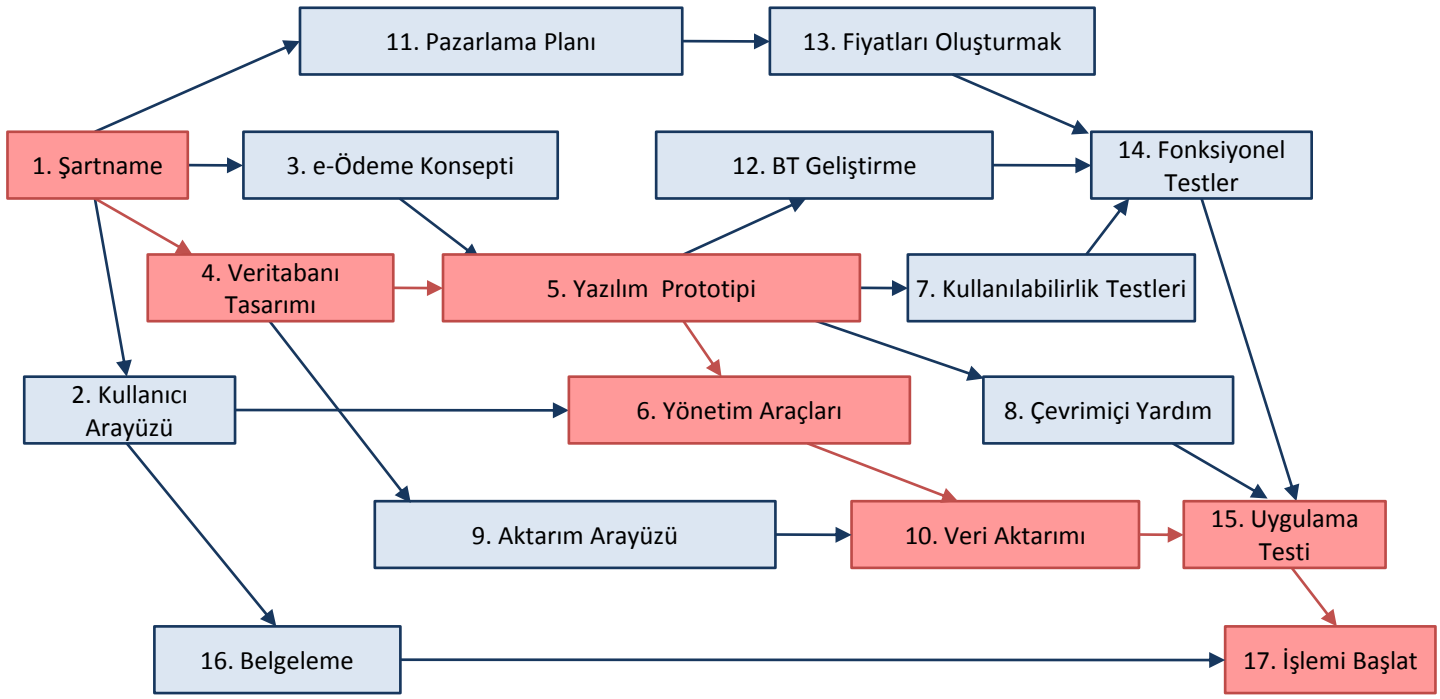 11. Pazarlama Planı
13. Fiyatları Oluşturmak
1. Şartname
3. e-Ödeme Konsepti
12. BT Geliştirme
14. Fonksiyonel
Testler
4. Veritabanı
Tasarımı
5. Yazılım  Prototipi
7. Kullanılabilirlik Testleri
2. Kullanıcı
Arayüzü
6. Yönetim Araçları
8. Çevrimiçi Yardım
9. Aktarım Arayüzü
10. Veri Aktarımı
15. Uygulama
Testi
16. Belgeleme
17. İşlemi Başlat